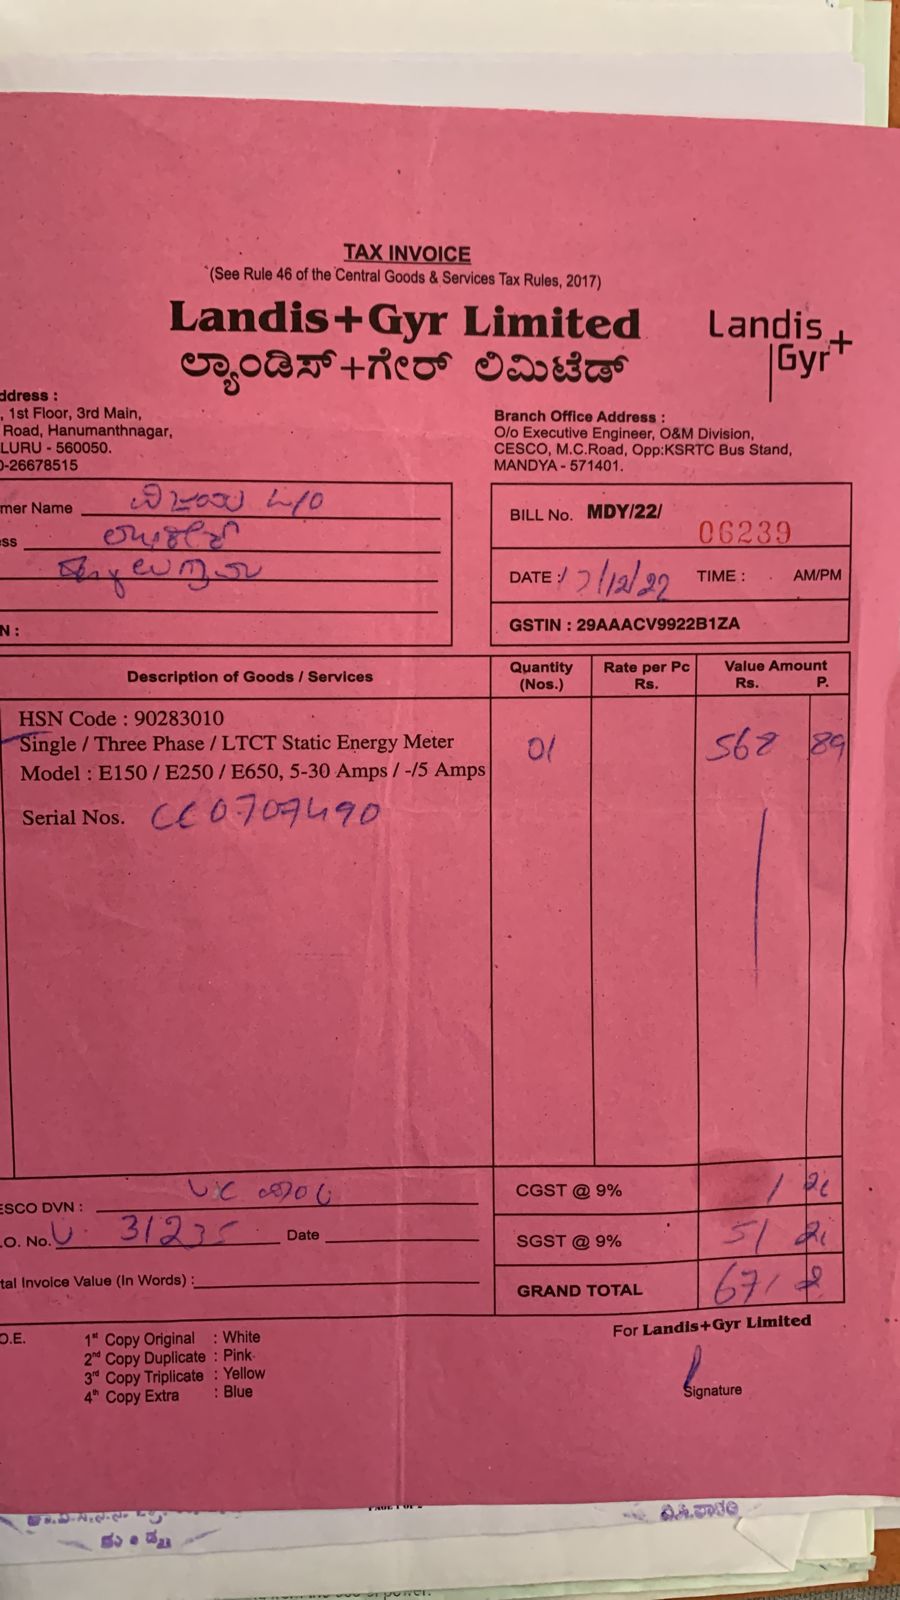 TAX INVOICE
(See Rule 46 of the Central Goods & Services Tax Rules, 2017)
Landis+Gyr Limited
ಲ್ಯಾಂಡಿಸ್+ಗೇರ್ ಲಿಮಿಟೆಡ್
Landis+
Gyr
ddress :
, 1st Floor, 3rd Main,
Road, Hanumanthnagar,
LURU - 560050.
0-26678515
Branch Office Address :
O/o Executive Engineer, O&M Division,
CESCO, M.C.Road, Opp:KSRTC Bus Stand,
MANDYA - 571401.
mer Name
ess
N :
BILL No. MDY/22/ 06239
DATE : 17/12/22 TIME : AM/PM
GSTIN : 29AAACV9922B1ZA
Description of Goods / Services
Quantity (Nos.)
Rate per Pc Rs.
Value Amount Rs. P.
HSN Code : 90283010
Single / Three Phase / LTCT Static Energy Meter 01 568 89
Model : E150 / E250 / E650, 5-30 Amps / -/5 Amps
Serial Nos. CC0707490
ESCO DVN :
CGST @ 9%
.O. No. Date
SGST @ 9% 51
tal Invoice Value (In Words) :
GRAND TOTAL 671
O.E.
1st Copy Original : White
2nd Copy Duplicate : Pink
3rd Copy Triplicate : Yellow
4th Copy Extra : Blue
For Landis+Gyr Limited
Signature